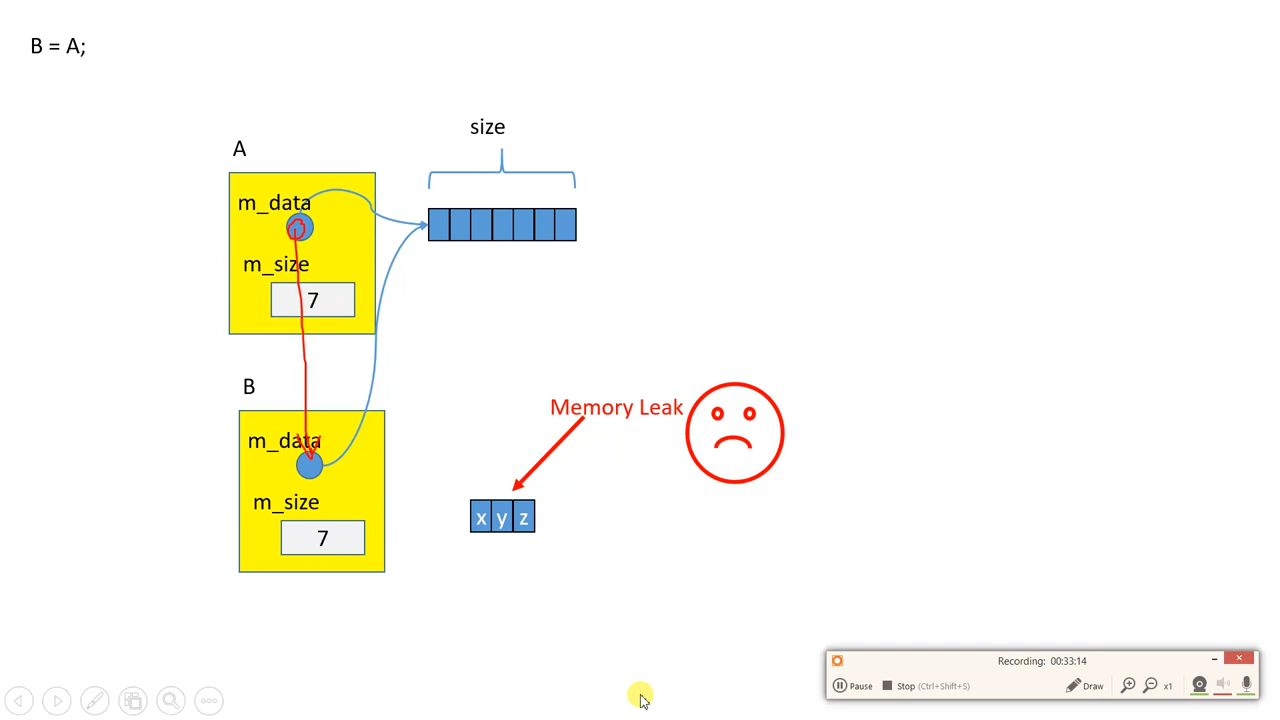 B = A;
size
A
m_data
m_size
7
B
Memory Leak
m_data
m_size
x y z
7
Recording: 00:33:14
Pause Stop (Ctrl+Shift+S) Draw x1